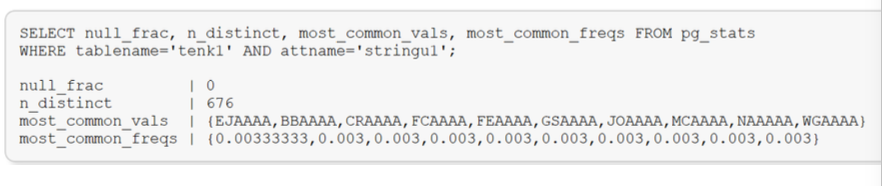 SELECT null_frac, n_distinct, most_common_vals, most_common_freqs FROM pg_stats
WHERE tablename='tenk1' AND attname='stringu1';
null_frac | 0
n_distinct | 676
most_common_vals | {EJAAAA,BBAAAA,CRAAAA,FCAAAA,FEAAAA,GSAAAA,JOAAAA,MCAAAA,NAAAAA,WGAAAA}
most_common_freqs | {0.00333333,0.003,0.003,0.003,0.003,0.003,0.003,0.003,0.003,0.003}